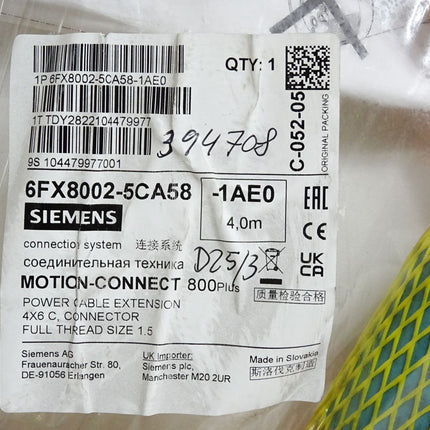 1P 6FX8002-5CA58-1AE0
QTY: 1
1T TDY2822104479977
394708
9S 104479977001
C-052-05
ORIGINAL PACKING
6FX8002-5CA58 -1AE0
SIEMENS 4,0m
EAC
connection system 连接系统
соединительная техника D25/3
CE
UKCA
MOTION-CONNECT 800Plus
质量检验合格
POWER CABLE EXTENSION
4X6 C, CONNECTOR
FULL THREAD SIZE 1.5
Siemens AG
Frauenauracher Str. 80,
DE-91056 Erlangen
UK Importer:
Siemens plc,
Manchester M20 2UR
Made in Slovakia
斯洛伐克制造